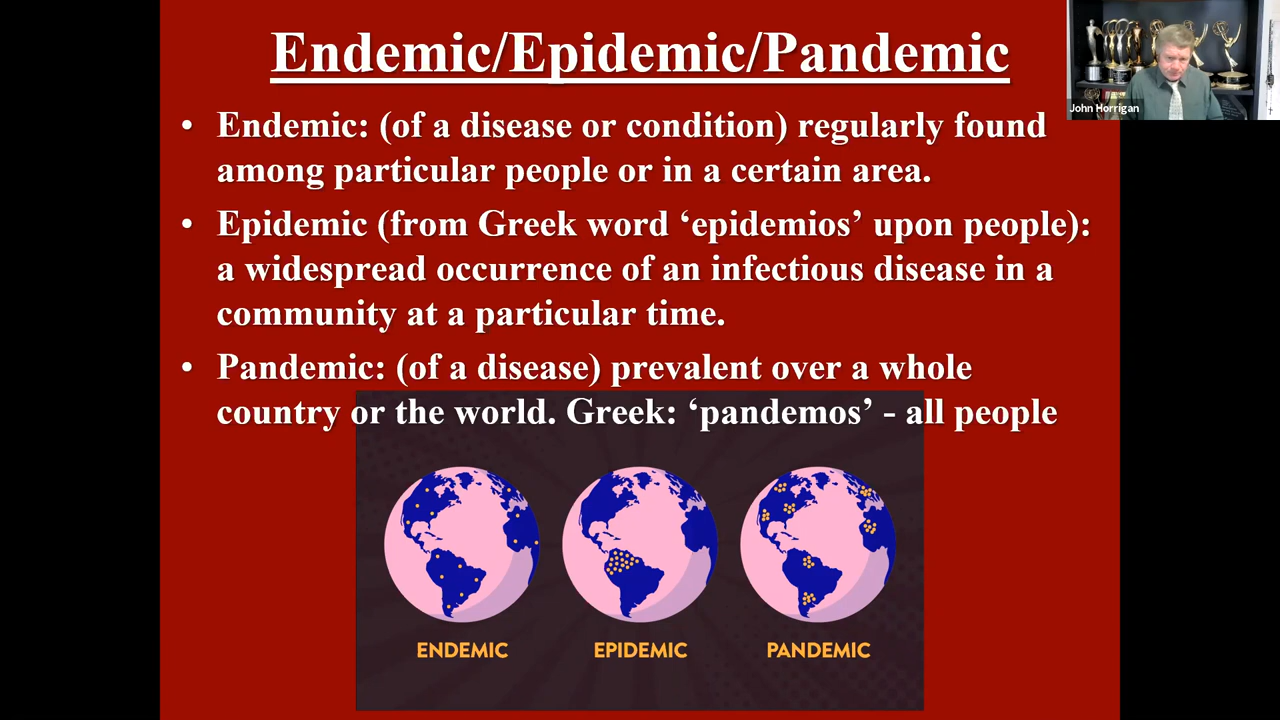 Endemic/Epidemic/Pandemic
John Horrigan
• Endemic: (of a disease or condition) regularly found
among particular people or in a certain area.
• Epidemic (from Greek word ‘epidemios’ upon people):
a widespread occurrence of an infectious disease in a
community at a particular time.
• Pandemic: (of a disease) prevalent over a whole
country or the world. Greek: ‘pandemos’ - all people
ENDEMIC EPIDEMIC PANDEMIC